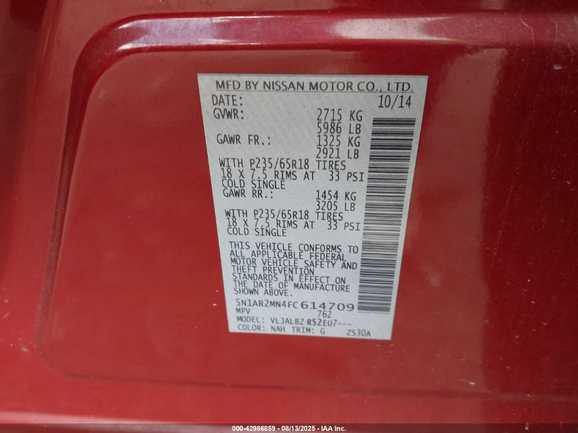 MFD BY NISSAN MOTOR CO., LTD.
DATE: 10/14
GVWR: 2715 KG
5986 LB
GAWR FR.: 1325 KG
2921 LB
WITH P235/65R18 TIRES
18 X 7.5 RIMS AT 33 PSI
COLD SINGLE
GAWR RR.: 1454 KG
3205 LB
WITH P235/65R18 TIRES
18 X 7.5 RIMS AT 33 PSI
COLD SINGLE
THIS VEHICLE CONFORMS TO
ALL APPLICABLE FEDERAL
MOTOR VEHICLE SAFETY AND
THEFT PREVENTION
STANDARDS IN EFFECT ON
THE DATE OF MANUFACTURE
SHOWN ABOVE.
5N1AR2MN4FC614709
MPV 762
MODEL: VLJALBZ R52EU7---
COLOR: NAH TRIM: G ZS30A
000-42986859 - 08/13/2025 - IAA Inc.